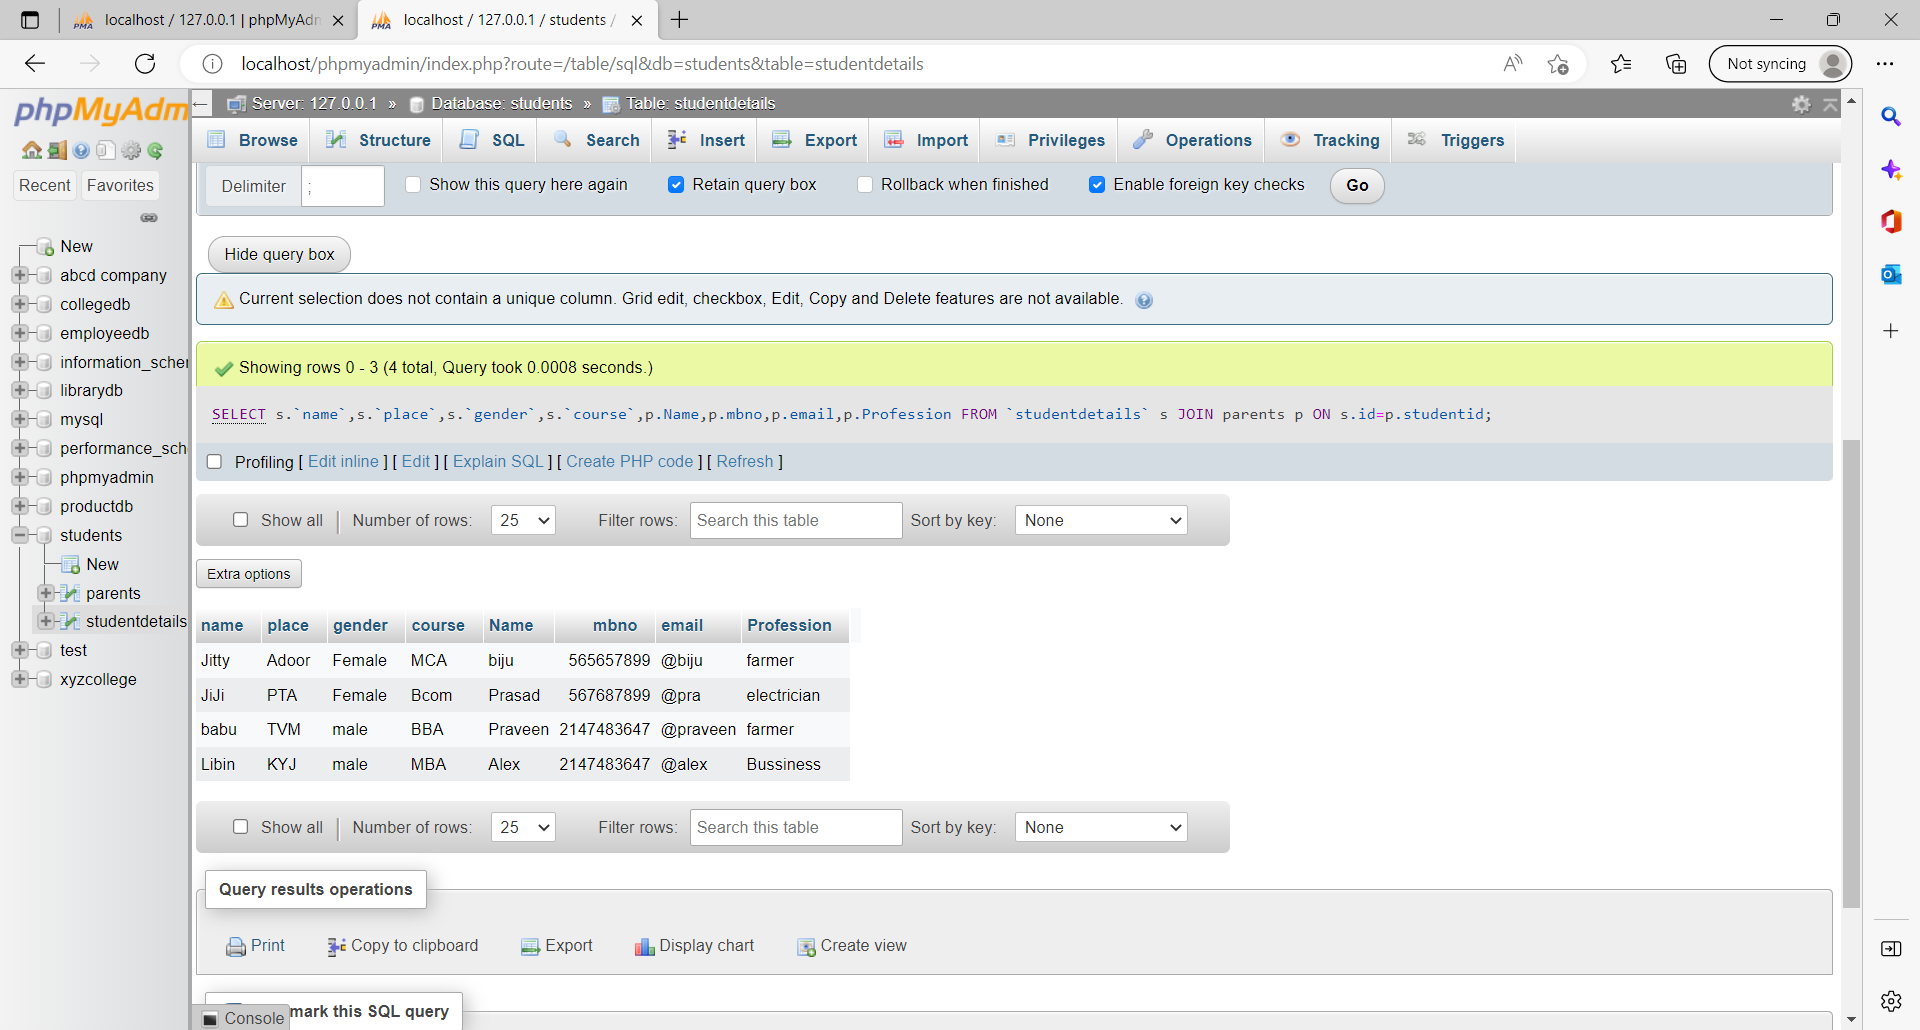 localhost / 127.0.0.1 | phpMyAdm
localhost / 127.0.0.1 / students /
localhost/phpmyadmin/index.php?route=/table/sql&db=students&table=studentdetails
Not syncing
phpMyAdm
Recent
Favorites
New
abcd company
collegedb
employeedb
information_scher
librarydb
mysql
performance_sch
phpmyadmin
productdb
students
New
parents
studentdetails
test
xyzcollege
Server: 127.0.0.1 » Database: students » Table: studentdetails
Browse Structure SQL Search Insert Export Import Privileges Operations Tracking Triggers
Delimiter ; Show this query here again Retain query box Rollback when finished Enable foreign key checks Go
Hide query box
Current selection does not contain a unique column. Grid edit, checkbox, Edit, Copy and Delete features are not available.
Showing rows 0 - 3 (4 total, Query took 0.0008 seconds.)
SELECT s.`name`,s.`place`,s.`gender`,s.`course`,p.Name,p.mbno,p.email,p.Profession FROM `studentdetails` s JOIN parents p ON s.id=p.studentid;
Profiling [ Edit inline ] [ Edit ] [ Explain SQL ] [ Create PHP code ] [ Refresh ]
Show all | Number of rows: 25 Filter rows: Search this table Sort by key: None
Extra options
name place gender course Name mbno email Profession
Jitty Adoor Female MCA biju 565657899 @biju farmer
JiJi PTA Female Bcom Prasad 567687899 @pra electrician
babu TVM male BBA Praveen 2147483647 @praveen farmer
Libin KYJ male MBA Alex 2147483647 @alex Bussiness
Show all | Number of rows: 25 Filter rows: Search this table Sort by key: None
Query results operations
Print Copy to clipboard Export Display chart Create view
mark this SQL query
Console